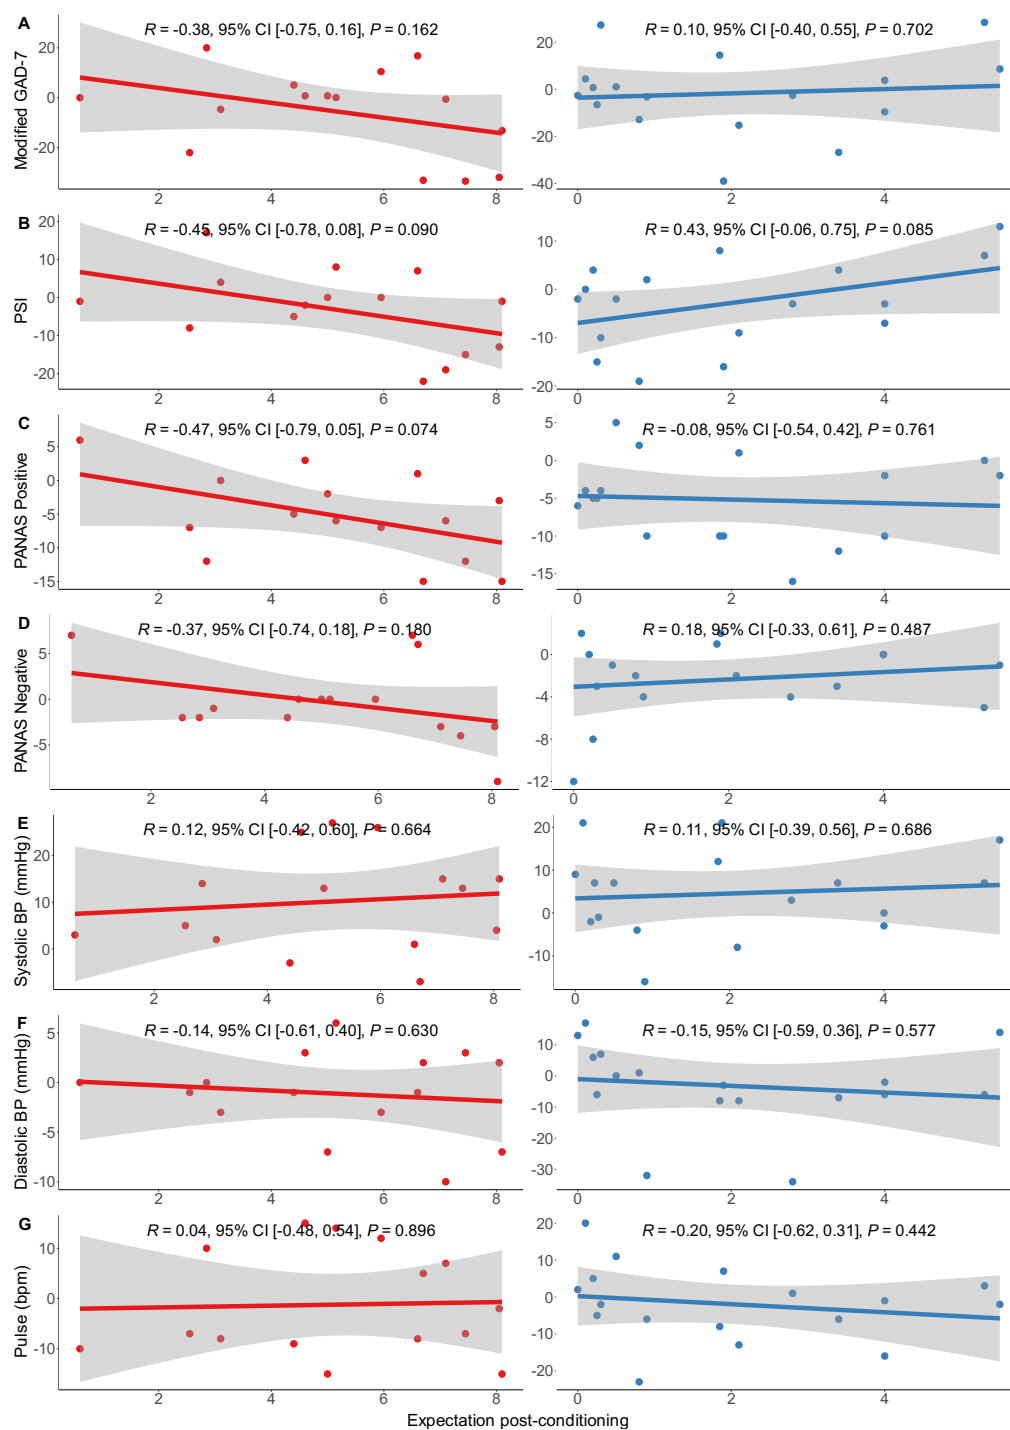 A
Modified GAD-7
R = -0.38, 95% CI [-0.75, 0.16], P = 0.162
R = 0.10, 95% CI [-0.40, 0.55], P = 0.702
20
0
-20
2 4 6 8
20
0
-20
-40
0 2 4
B
PSI
R = -0.45, 95% CI [-0.78, 0.08], P = 0.090
R = 0.43, 95% CI [-0.06, 0.75], P = 0.085
20
10
0
-10
-20
2 4 6 8
10
0
-10
-20
0 2 4
C
PANAS Positive
R = -0.47, 95% CI [-0.79, 0.05], P = 0.074
R = -0.08, 95% CI [-0.54, 0.42], P = 0.761
5
0
-5
-10
-15
2 4 6 8
5
0
-5
-10
-15
0 2 4
D
PANAS Negative
R = -0.37, 95% CI [-0.74, 0.18], P = 0.180
R = 0.18, 95% CI [-0.33, 0.61], P = 0.487
5
0
-5
2 4 6 8
0
-4
-8
-12
0 2 4
E
Systolic BP (mmHg)
R = 0.12, 95% CI [-0.42, 0.60], P = 0.664
R = 0.11, 95% CI [-0.39, 0.56], P = 0.686
20
10
0
2 4 6 8
20
10
0
-10
0 2 4
F
Diastolic BP (mmHg)
R = -0.14, 95% CI [-0.61, 0.40], P = 0.630
R = -0.15, 95% CI [-0.59, 0.36], P = 0.577
5
0
-5
-10
2 4 6 8
10
0
-10
-20
-30
0 2 4
G
Pulse (bpm)
R = 0.04, 95% CI [-0.48, 0.54], P = 0.896
R = -0.20, 95% CI [-0.62, 0.31], P = 0.442
10
0
-10
2 4 6 8
20
10
0
-10
-20
0 2 4
Expectation post-conditioning